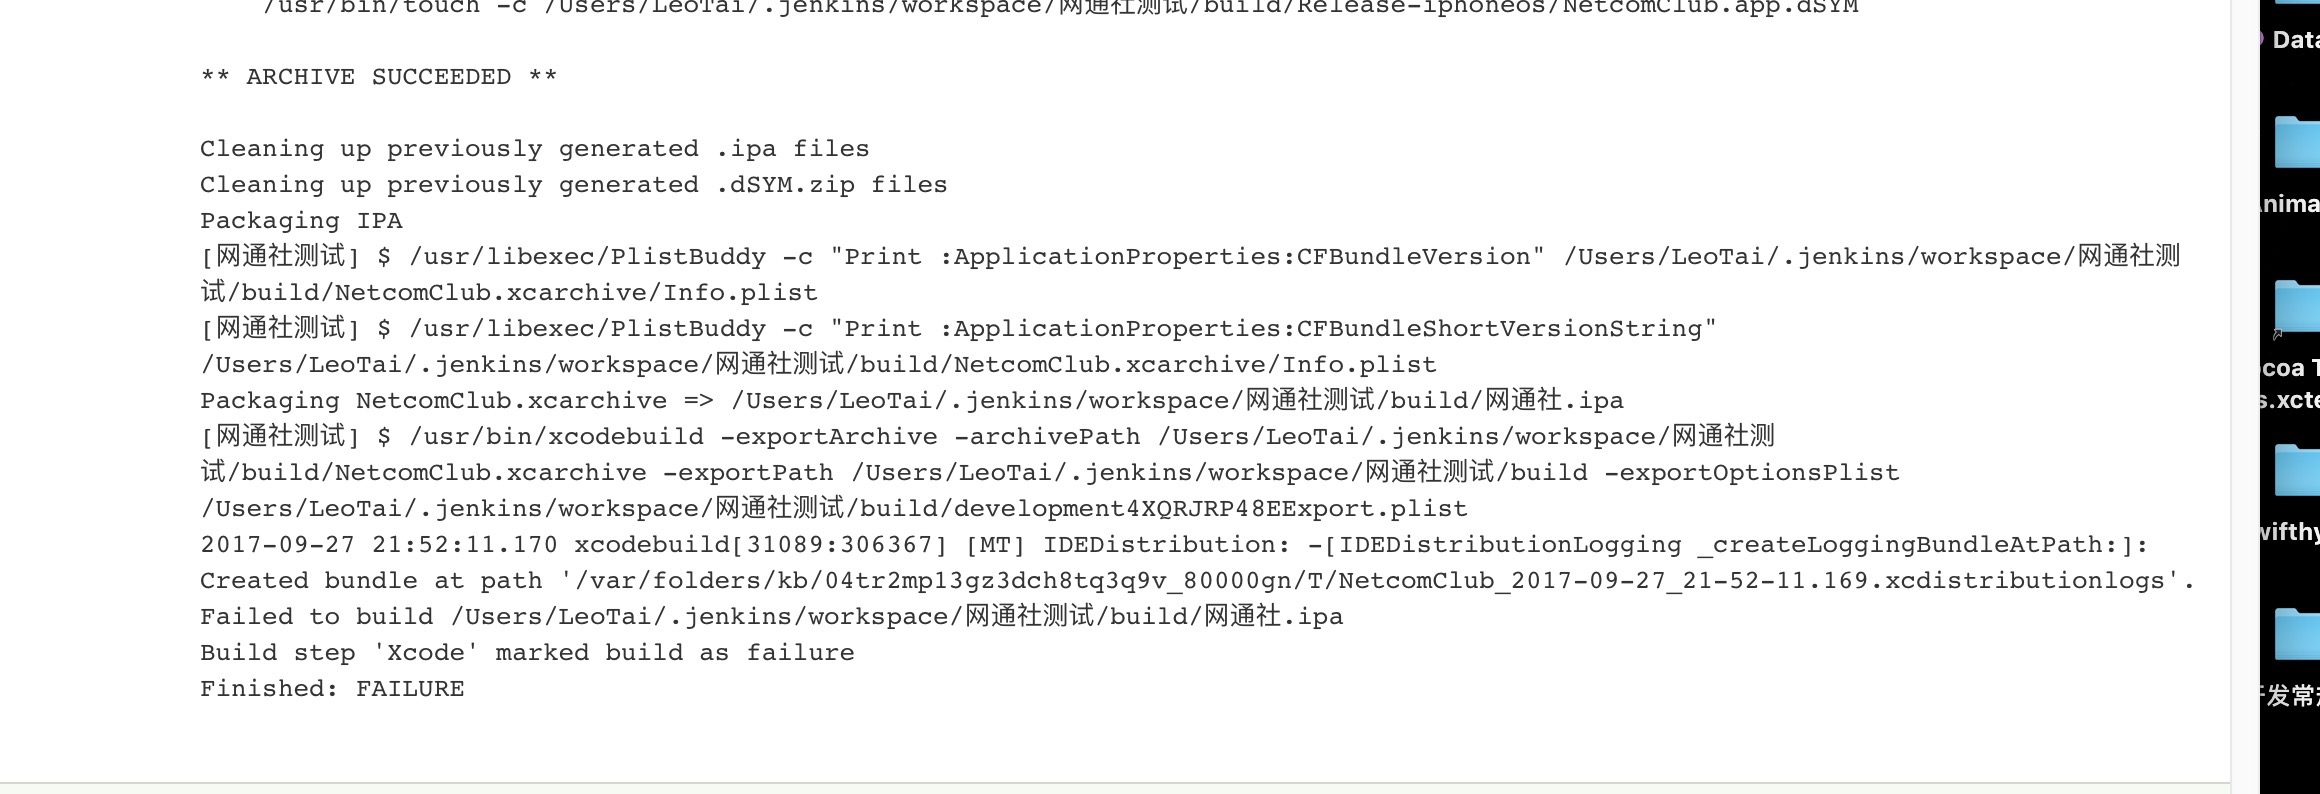 /usr/bin/touch -c /Users/LeoTai/.jenkins/workspace/网通社测试/build/Release-iphoneos/NetcomClub.app.dSYM
** ARCHIVE SUCCEEDED **
Cleaning up previously generated .ipa files
Cleaning up previously generated .dSYM.zip files
Packaging IPA
[网通社测试] $ /usr/libexec/PlistBuddy -c "Print :ApplicationProperties:CFBundleVersion" /Users/LeoTai/.jenkins/workspace/网通社测
试/build/NetcomClub.xcarchive/Info.plist
[网通社测试] $ /usr/libexec/PlistBuddy -c "Print :ApplicationProperties:CFBundleShortVersionString"
/Users/LeoTai/.jenkins/workspace/网通社测试/build/NetcomClub.xcarchive/Info.plist
Packaging NetcomClub.xcarchive => /Users/LeoTai/.jenkins/workspace/网通社测试/build/网通社.ipa
[网通社测试] $ /usr/bin/xcodebuild -exportArchive -archivePath /Users/LeoTai/.jenkins/workspace/网通社测
试/build/NetcomClub.xcarchive -exportPath /Users/LeoTai/.jenkins/workspace/网通社测试/build -exportOptionsPlist
/Users/LeoTai/.jenkins/workspace/网通社测试/build/development4XQRJRP48EExport.plist
2017-09-27 21:52:11.170 xcodebuild[31089:306367] [MT] IDEDistribution: -[IDEDistributionLogging _createLoggingBundleAtPath:]:
Created bundle at path '/var/folders/kb/04tr2mp13gz3dch8tq3q9v_80000gn/T/NetcomClub_2017-09-27_21-52-11.169.xcdistributionlogs'.
Failed to build /Users/LeoTai/.jenkins/workspace/网通社测试/build/网通社.ipa
Build step 'Xcode' marked build as failure
Finished: FAILURE
Data
nima
coa T
s.xcte
wifthy
开发常